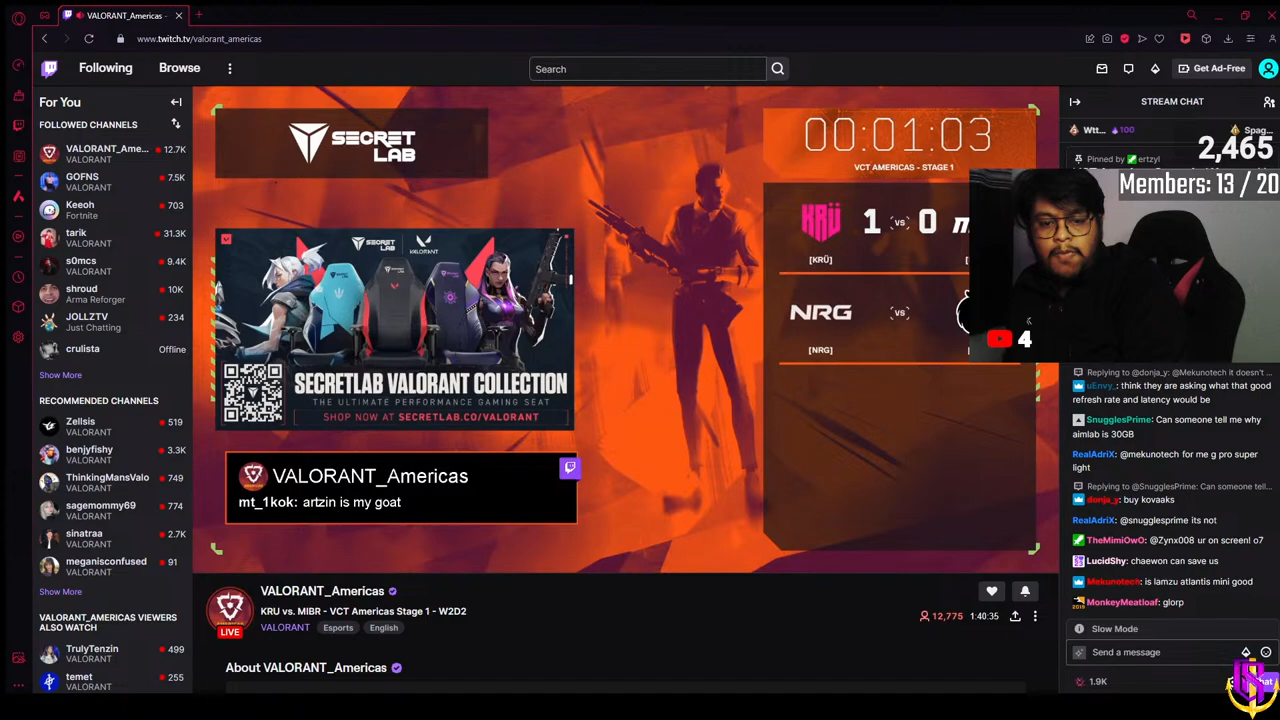 VALORANT_Americas -
www.twitch.tv/valorant_americas
Following
Browse
Search
Get Ad-Free
For You
FOLLOWED CHANNELS
VALORANT_Ame...
12.7K
VALORANT
GOFNS
7.5K
VALORANT
Keeoh
703
Fortnite
tarik
31.3K
VALORANT
s0mcs
9.4K
VALORANT
shroud
10K
Arma Reforger
JOLLZTV
234
Just Chatting
crulista
Offline
Show More
RECOMMENDED CHANNELS
Zellsis
519
VALORANT
benjyfishy
3.3K
VALORANT
ThinkingMansValo
749
VALORANT
sagemommy69
774
VALORANT
sinatraa
2.7K
VALORANT
meganisconfused
91
VALORANT
Show More
VALORANT_AMERICAS VIEWERS
ALSO WATCH
TrulyTenzin
499
VALORANT
temet
255
VALORANT
SECRET
LAB
SECRETLAB
VALORANT
SECRETLAB VALORANT COLLECTION
THE ULTIMATE PERFORMANCE GAMING SEAT
SHOP NOW AT SECRETLAB.CO/VALORANT
VALORANT_Americas
mt_1kok: artzin is my goat
00:01:03
VCT AMERICAS - STAGE 1
KRÜ
1 vs 0 m
[KRÜ]
NRG
vs
[NRG]
VALORANT_Americas
KRU vs. MIBR - VCT Americas Stage 1 - W2D2
VALORANT
Esports
English
LIVE
12,775
1:40:35
About VALORANT_Americas
STREAM CHAT
Wtt...
100
Spag...
Pinned by ertzyl
2,465
Members: 13 / 20
4
Replying to @donja_y: @Mekunotech it doesn't ...
uEnvy_: think they are asking what that good
refresh rate and latency would be
SnugglesPrime: Can someone tell me why
aimlab is 30GB
RealAdriX: @mekunotech for me g pro super
light
Replying to @SnugglesPrime: Can someone tell...
donja_y: buy kovaaks
RealAdriX: @snugglesprime its not
TheMimiOwO: @Zynx008 ur on screen! o7
LucidShy: chaewon can save us
Mekunotech: is lamzu atlantis mini good
MonkeyMeatloaf: glorp
Slow Mode
Send a message
1.9K